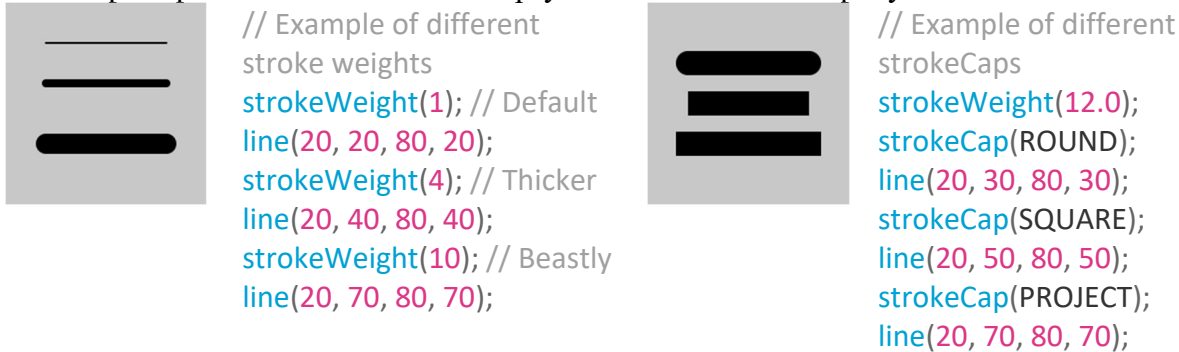 // Example of different
stroke weights
strokeWeight(1); // Default
line(20, 20, 80, 20);
strokeWeight(4); // Thicker
line(20, 40, 80, 40);
strokeWeight(10); // Beastly
line(20, 70, 80, 70);
// Example of different
strokeCaps
strokeWeight(12.0);
strokeCap(ROUND);
line(20, 30, 80, 30);
strokeCap(SQUARE);
line(20, 50, 80, 50);
strokeCap(PROJECT);
line(20, 70, 80, 70);